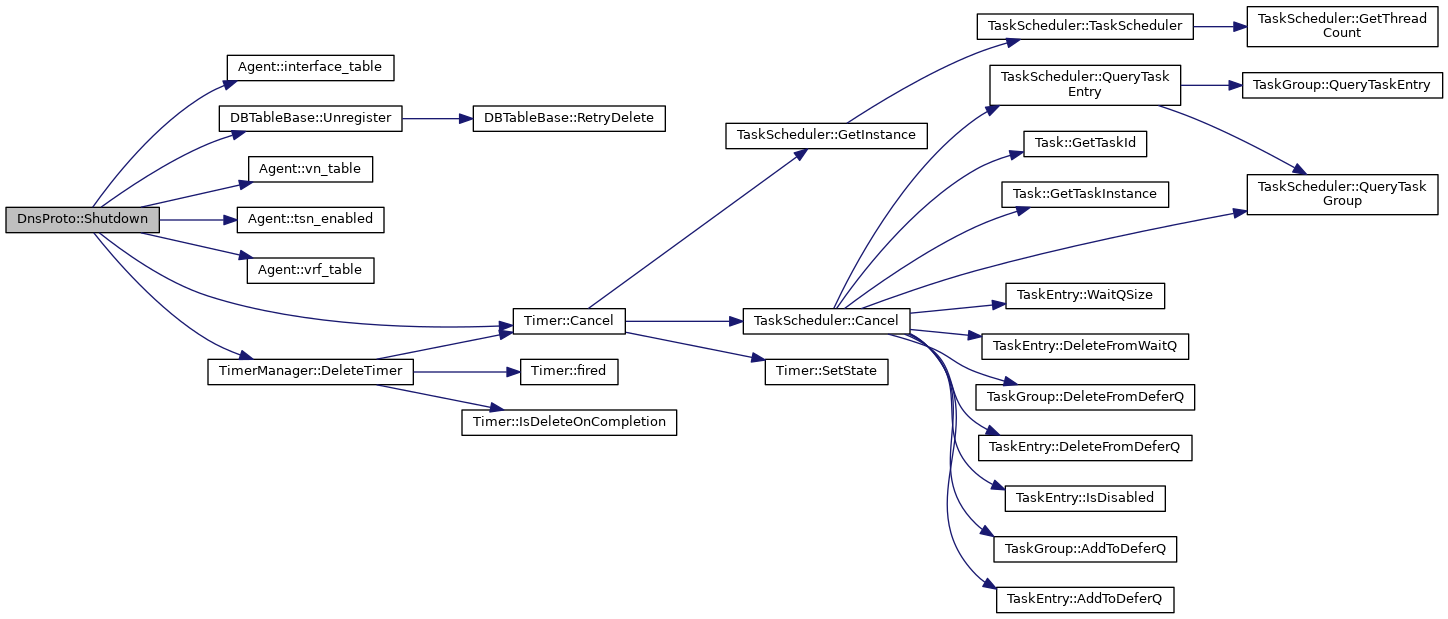 DnsProto::Shutdown
Agent::interface_table
DBTableBase::Unregister
Agent::vn_table
Agent::tsn_enabled
Agent::vrf_table
TimerManager::DeleteTimer
DBTableBase::RetryDelete
Timer::Cancel
Timer::fired
Timer::IsDeleteOnCompletion
TaskScheduler::GetInstance
TaskScheduler::Cancel
Timer::SetState
TaskScheduler::TaskScheduler
TaskScheduler::QueryTask
Entry
Task::GetTaskId
Task::GetTaskInstance
TaskEntry::WaitQSize
TaskEntry::DeleteFromWaitQ
TaskGroup::DeleteFromDeferQ
TaskEntry::DeleteFromDeferQ
TaskEntry::IsDisabled
TaskGroup::AddToDeferQ
TaskEntry::AddToDeferQ
TaskScheduler::GetThread
Count
TaskGroup::QueryTaskEntry
TaskScheduler::QueryTask
Group